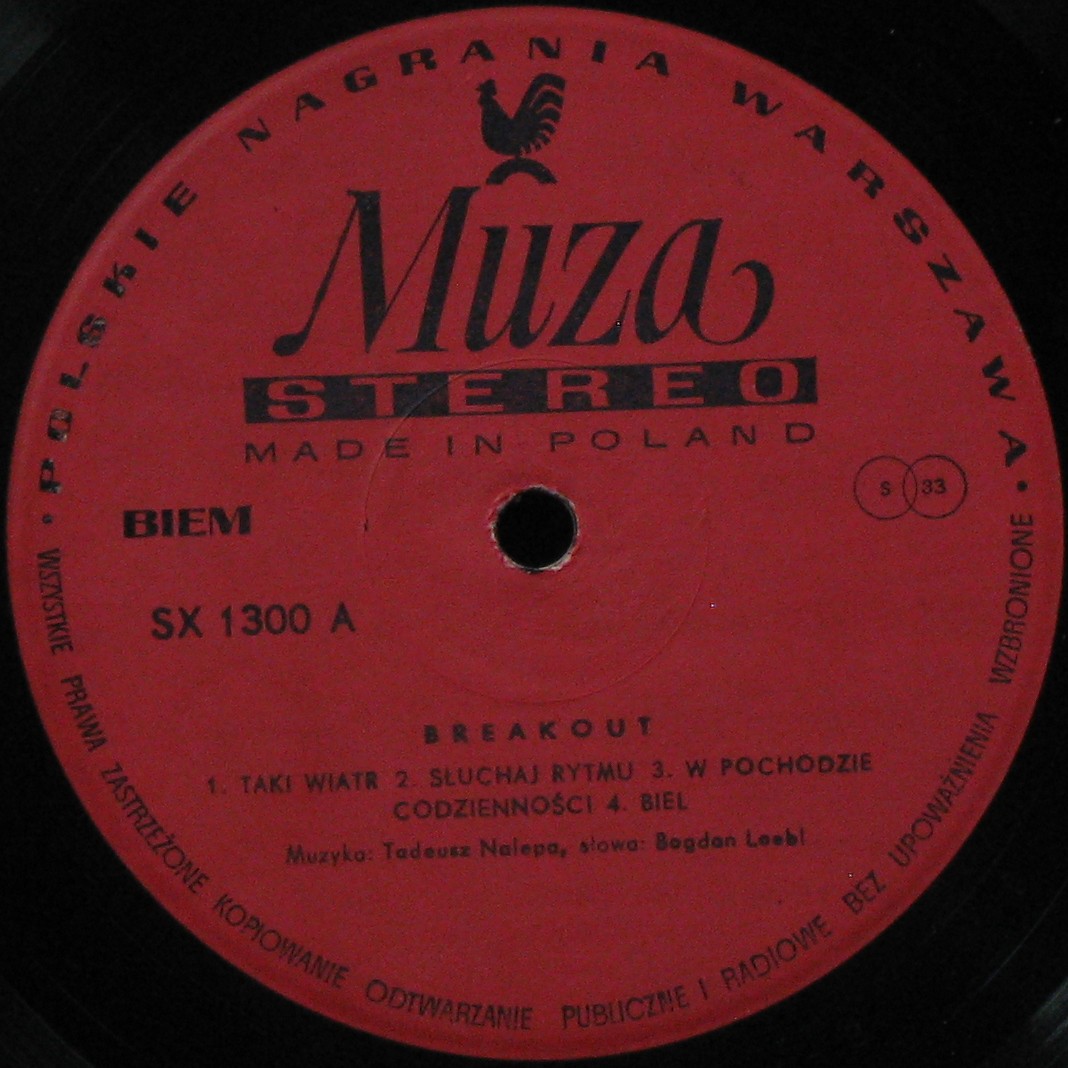 • POLSKIE NAGRANIA WARSZAWA •
Muza
STEREO
MADE IN POLAND
BIEM
S 33
SX 1300 A
BREAKOUT
1. TAKI WIATR 2. SŁUCHAJ RYTMU 3. W POCHODZIE
CODZIENNOŚCI 4. BIEL
Muzyka: Tadeusz Nalepa, słowa: Bogdan Loebl
WSZYSTKIE PRAWA ZASTRZEŻONE KOPIOWANIE ODTWARZANIE PUBLICZNE I RADIOWE BEZ UPOWAŻNIENIA WZBRONIONE